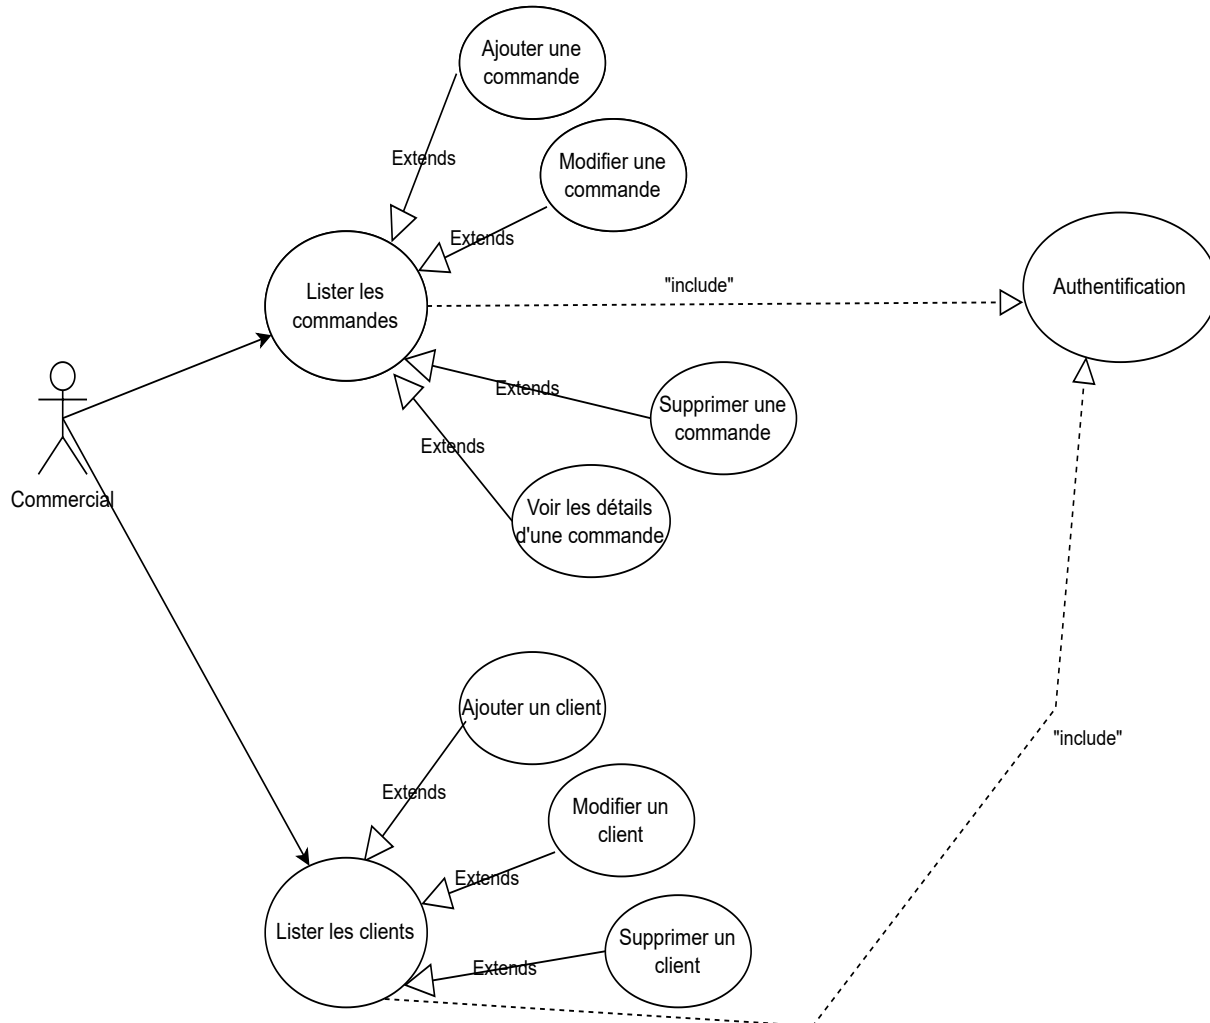 Ajouter une
commande
Extends
Modifier une
commande
Extends
Lister les
commandes
"include"
Authentification
Extends
Supprimer une
commande
Extends
Commercial
Voir les détails
d'une commande
Ajouter un client
"include"
Extends
Modifier un
client
Extends
Lister les clients
Supprimer un
client
Extends